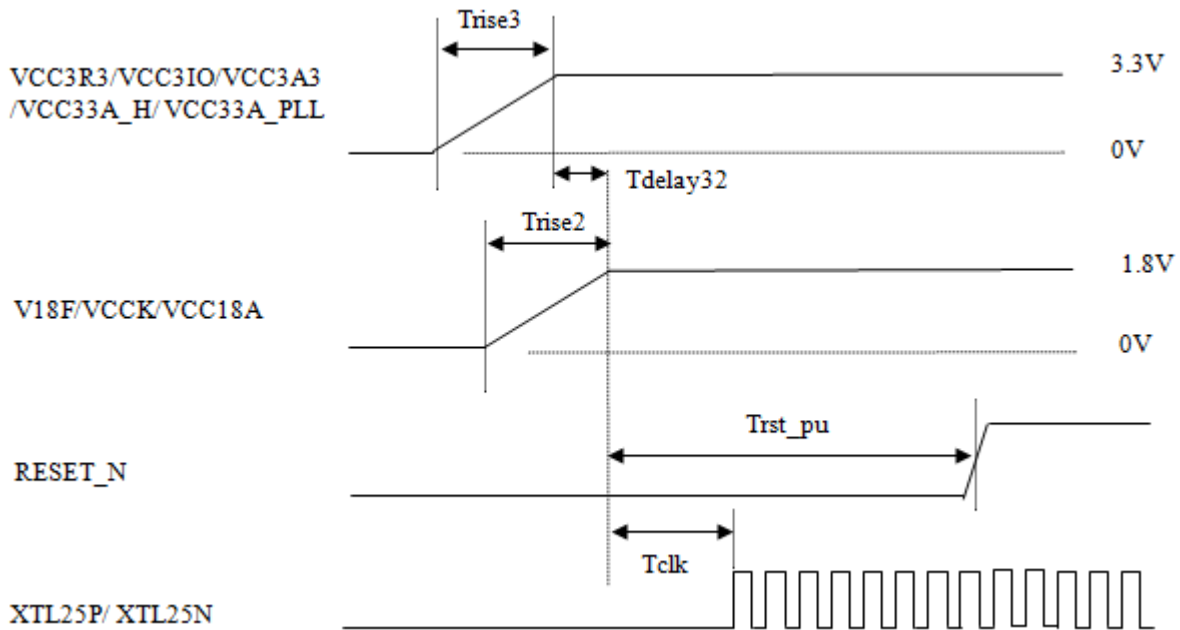 Trise3
VCC3R3/VCC3IO/VCC3A3
/VCC33A_H/ VCC33A_PLL
3.3V
0V
Tdelay32
Trise2
V18F/VCCK/VCC18A
1.8V
0V
Trst_pu
RESET_N
Tclk
XTL25P/ XTL25N